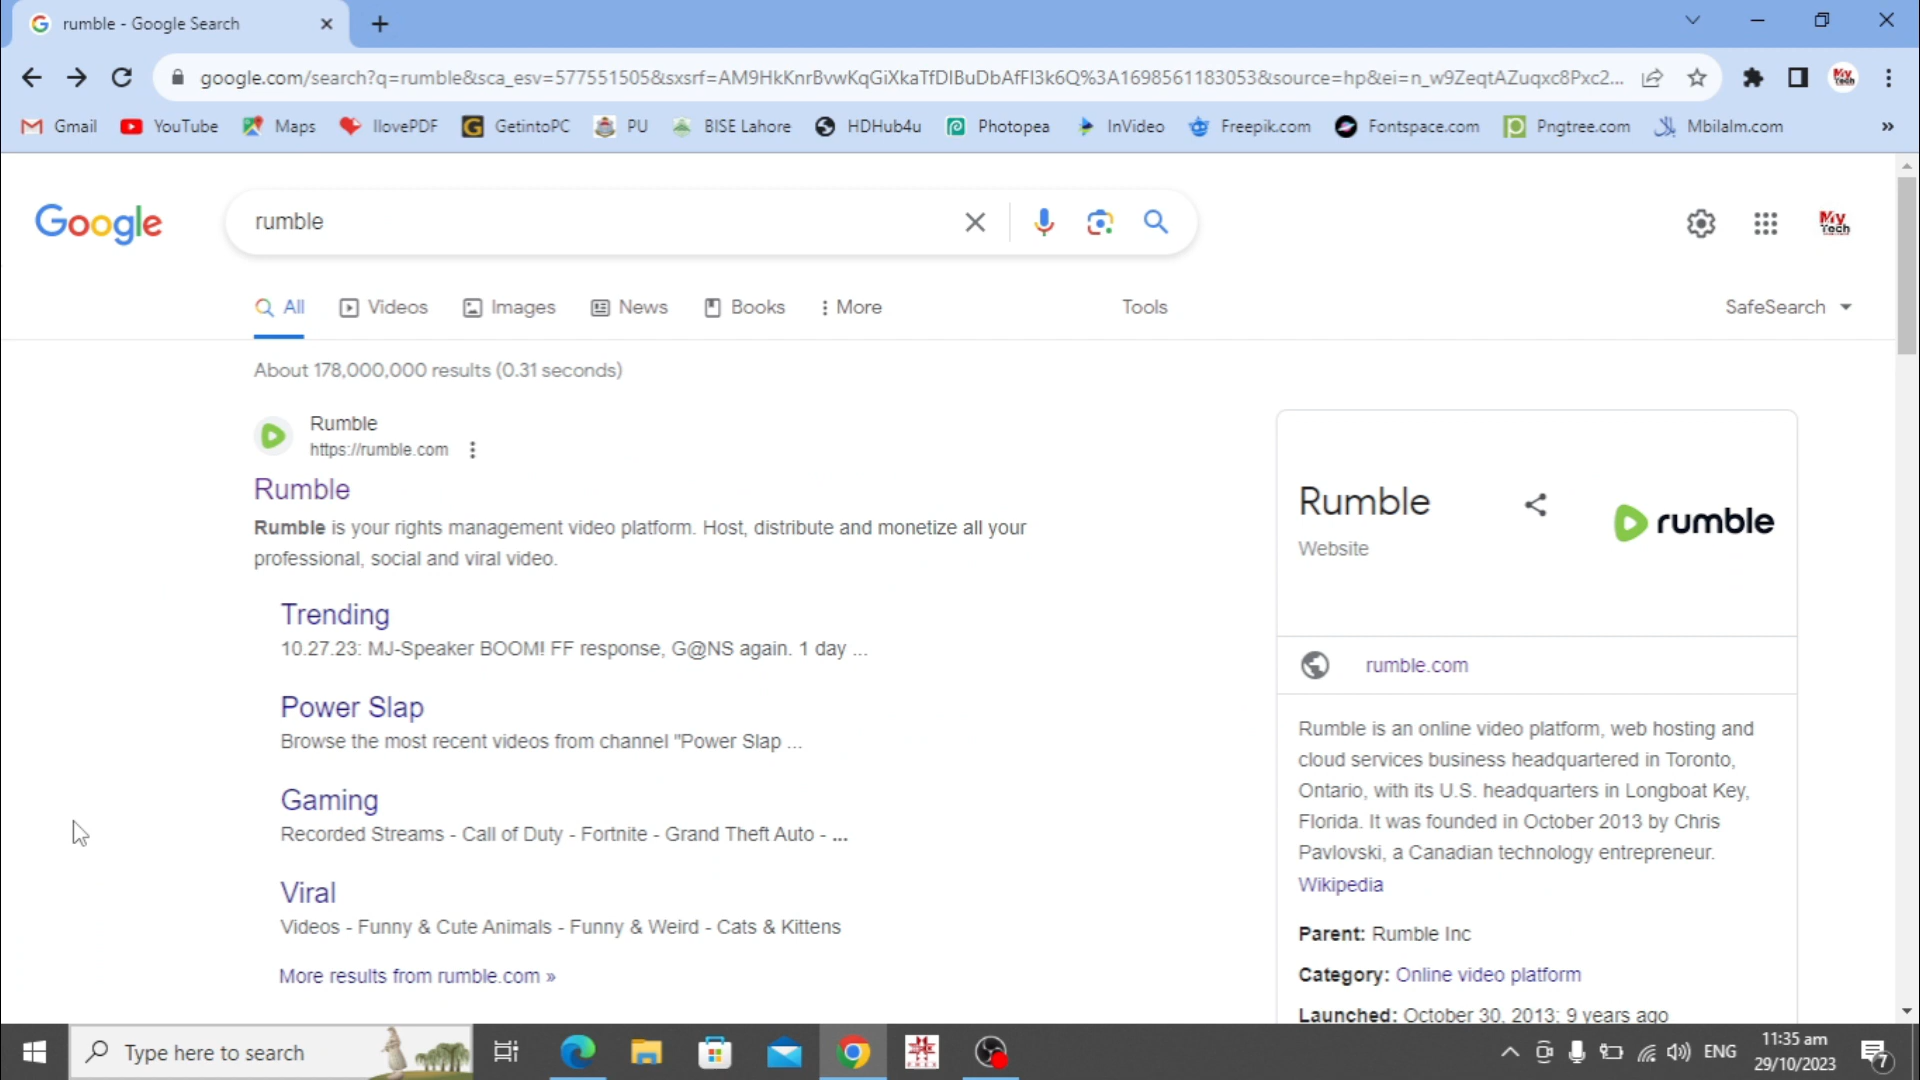 rumble - Google Search
google.com/search?q=rumble&sca_esv=577551505&sxsrf=AM9HkKnrBvwKqGiXkaTfDIBuDbAfFI3k6Q%3A1698561183053&source=hp&ei=n_w9ZeqtAZuqxc8Pxc2...
Gmail YouTube Maps IlovePDF GetintoPC PU BISE Lahore HDHub4u Photopea InVideo Freepik.com Fontspace.com Pngtree.com Mbilalm.com »
Google rumble My Tech
All Videos Images News Books More Tools SafeSearch
About 178,000,000 results (0.31 seconds)
Rumble
https://rumble.com
Rumble
Rumble is your rights management video platform. Host, distribute and monetize all your
professional, social and viral video.
Trending
10.27.23: MJ-Speaker BOOM! FF response, G@NS again. 1 day ...
Power Slap
Browse the most recent videos from channel "Power Slap ...
Gaming
Recorded Streams - Call of Duty - Fortnite - Grand Theft Auto - ...
Viral
Videos - Funny & Cute Animals - Funny & Weird - Cats & Kittens
More results from rumble.com »
Rumble
Website
rumble
rumble.com
Rumble is an online video platform, web hosting and
cloud services business headquartered in Toronto,
Ontario, with its U.S. headquarters in Longboat Key,
Florida. It was founded in October 2013 by Chris
Pavlovski, a Canadian technology entrepreneur.
Wikipedia
Parent: Rumble Inc
Category: Online video platform
Launched: October 30, 2013; 9 years ago
Type here to search
ENG
11:35 am
29/10/2023
7